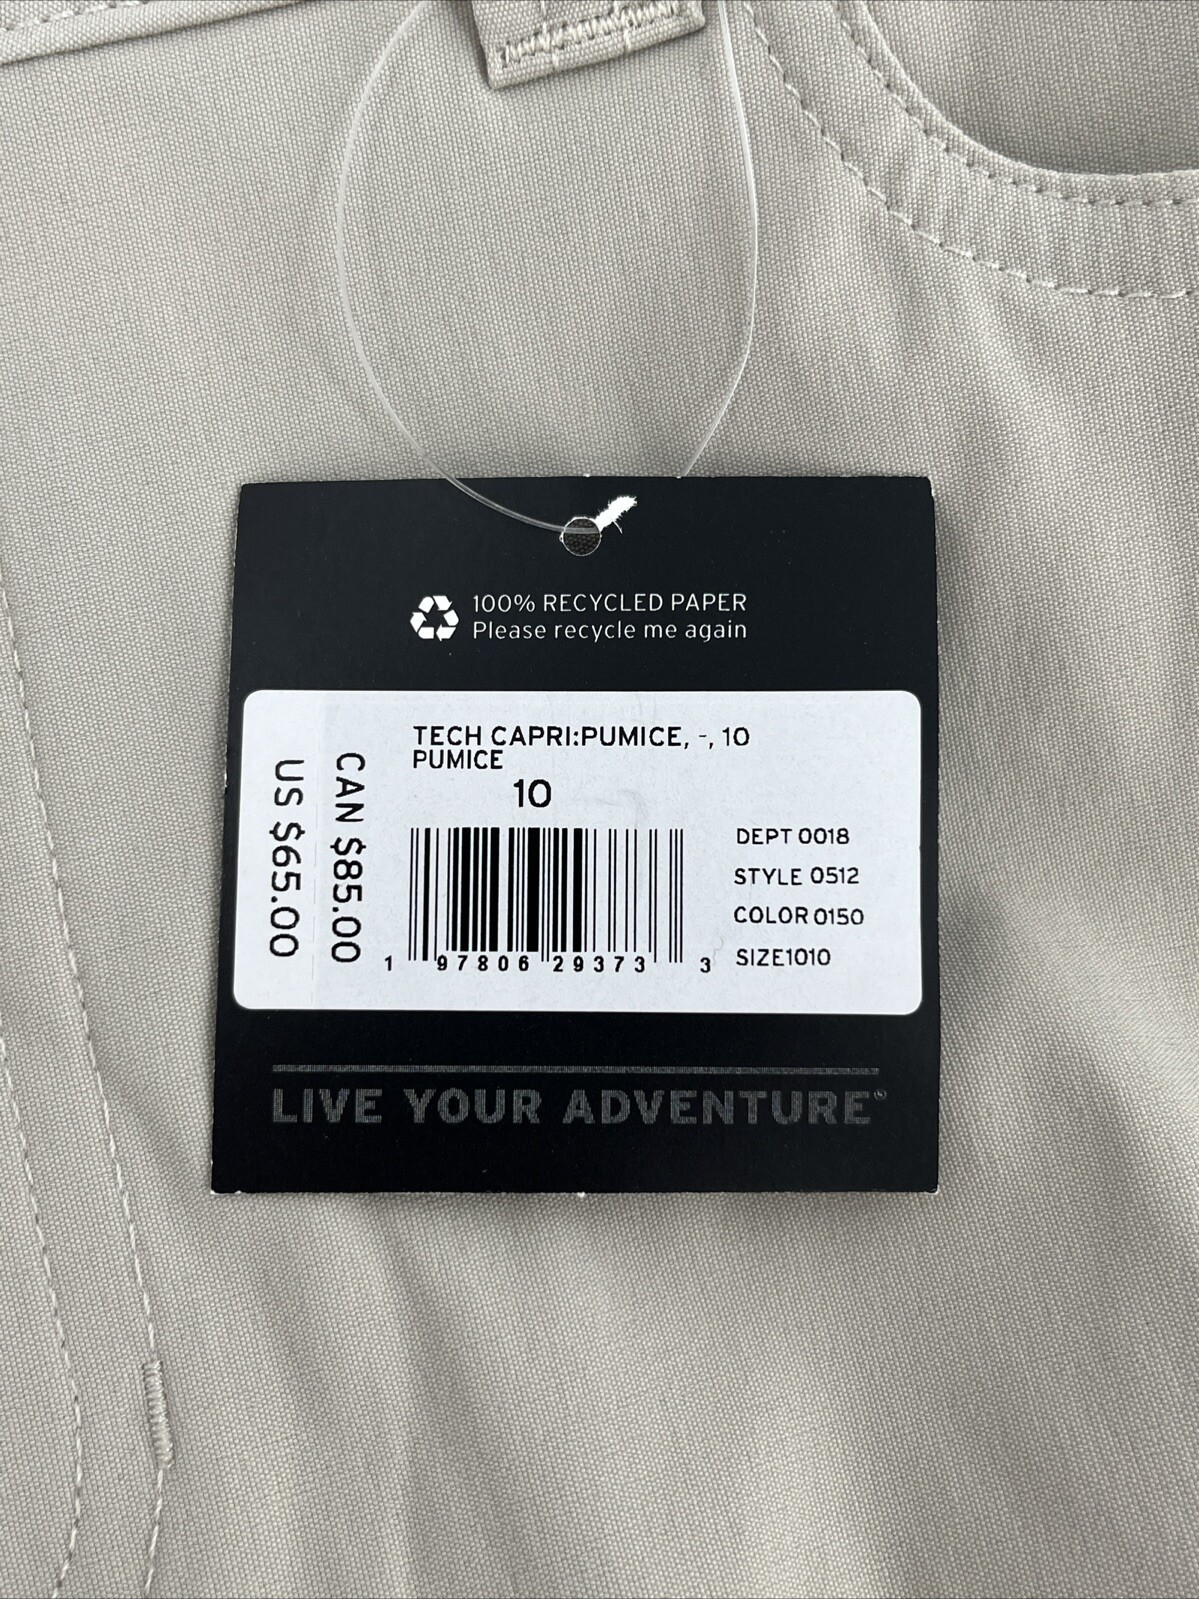 100% RECYCLED PAPER
Please recycle me again
TECH CAPRI:PUMICE, -, 10
PUMICE
10
CAN $85.00
US $65.00
DEPT 0018
STYLE 0512
COLOR 0150
SIZE1010
1 97806 29373 3
LIVE YOUR ADVENTURE®